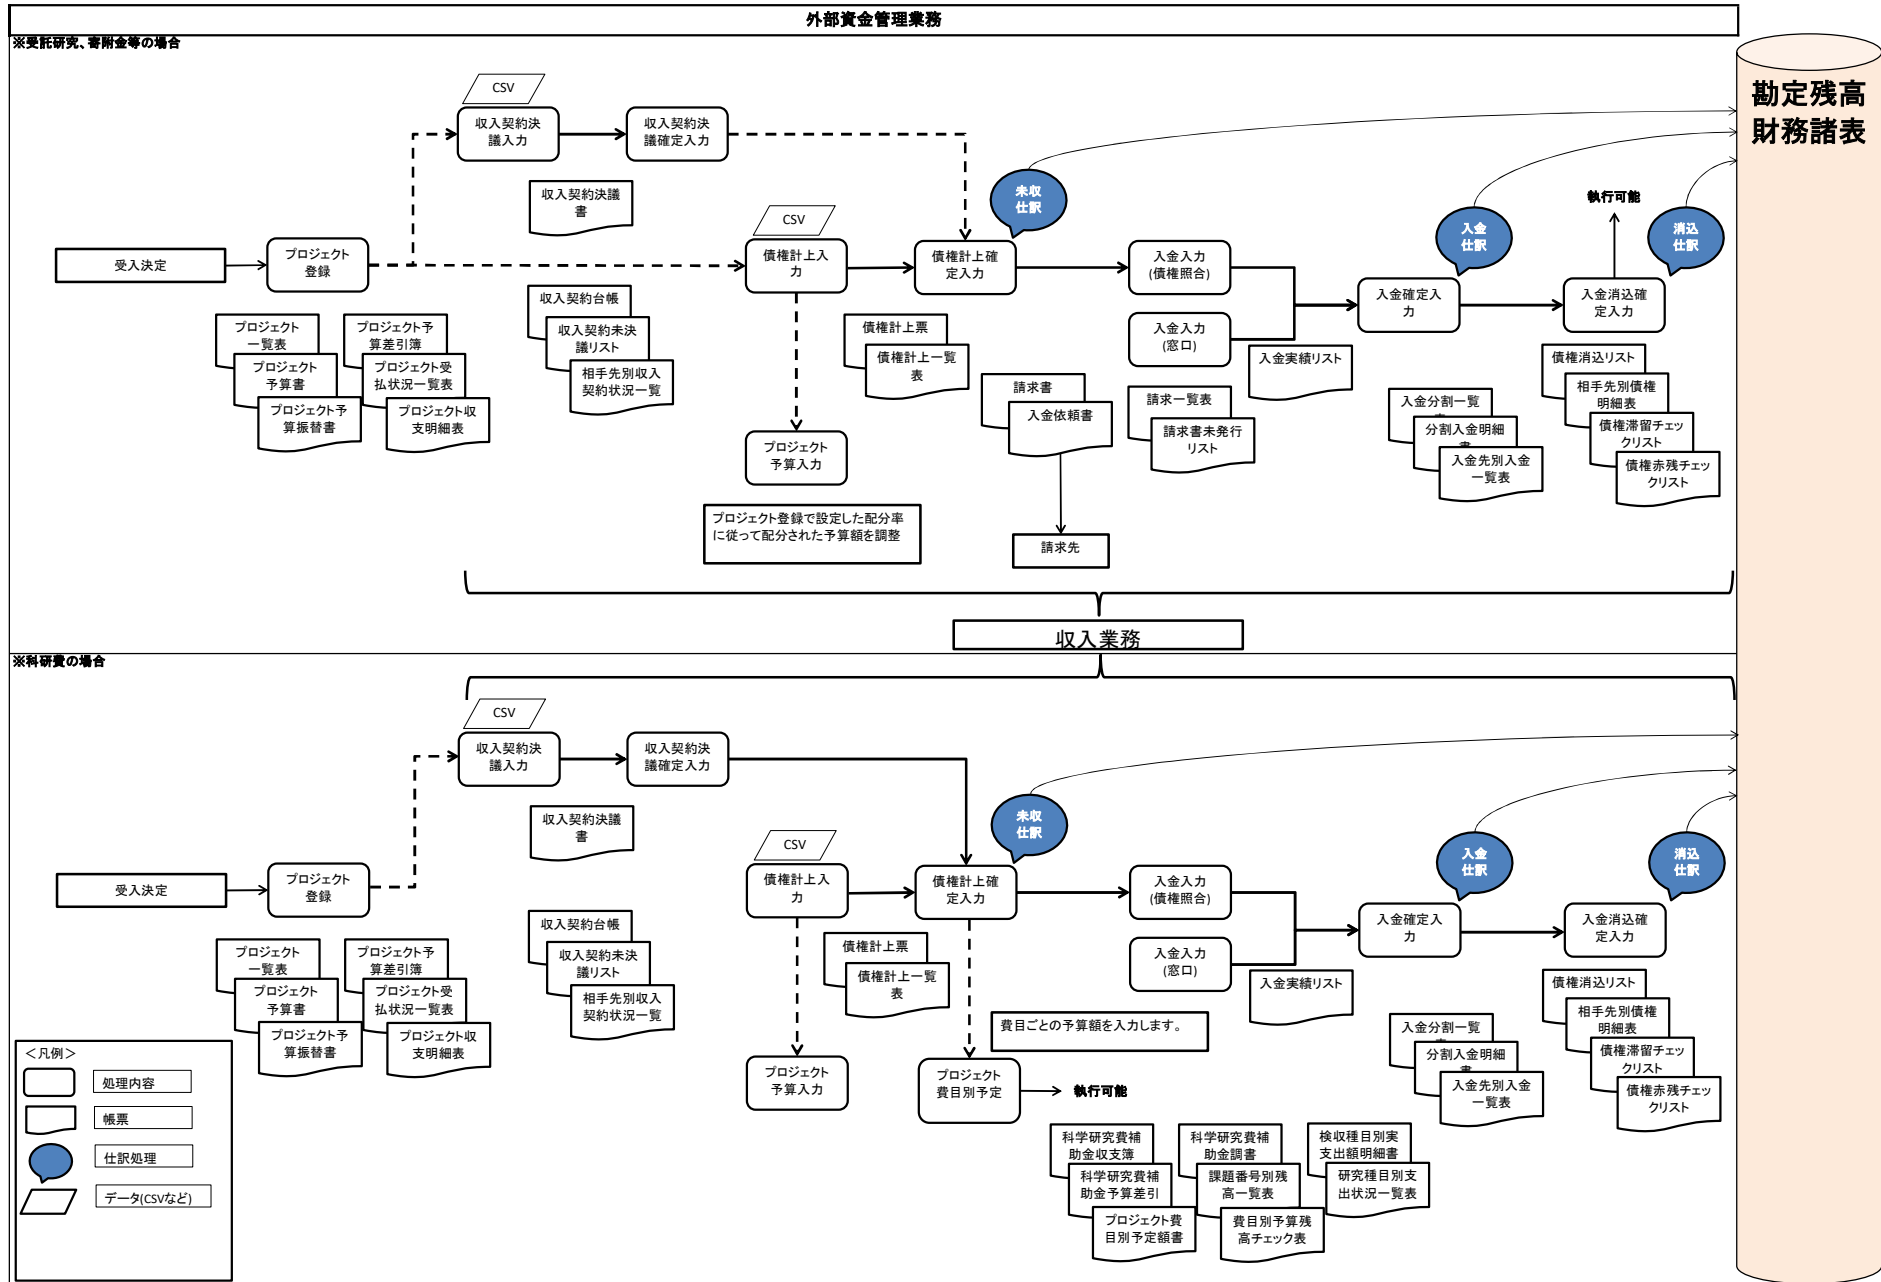 外部資金管理業務
※受託研究、寄附金等の場合
勘定残高
財務諸表
CSV
収入契約決
議入力
収入契約決
議確定入力
収入契約決議
書
未収
仕訳
執行可能
入金
仕訳
消込
仕訳
CSV
受入決定
プロジェクト
登録
債権計上入
力
債権計上確
定入力
入金入力
(債権照合)
入金入力
(窓口)
入金確定入
力
入金消込確
定入力
プロジェクト
一覧表
プロジェクト
予算書
プロジェクト予
算振替書
プロジェクト予
算差引簿
プロジェクト受
払状況一覧表
プロジェクト収
支明細表
収入契約台帳
収入契約未決
議リスト
相手先別収入
契約状況一覧
債権計上票
債権計上一覧
表
請求書
入金依頼書
請求一覧表
請求書未発行
リスト
入金実績リスト
入金分割一覧
分割入金明細
入金先別入金
一覧表
債権消込リスト
相手先別債権
明細表
債権滞留チェッ
クリスト
債権赤残チェッ
クリスト
プロジェクト
予算入力
プロジェクト登録で設定した配分率
に従って配分された予算額を調整
請求先
収入業務
※科研費の場合
CSV
収入契約決
議入力
収入契約決
議確定入力
収入契約決議
書
未収
仕訳
入金
仕訳
消込
仕訳
CSV
受入決定
プロジェクト
登録
債権計上入
力
債権計上確
定入力
入金入力
(債権照合)
入金入力
(窓口)
入金確定入
力
入金消込確
定入力
プロジェクト
一覧表
プロジェクト
予算書
プロジェクト予
算振替書
プロジェクト予
算差引簿
プロジェクト受
払状況一覧表
プロジェクト収
支明細表
収入契約台帳
収入契約未決
議リスト
相手先別収入
契約状況一覧
債権計上票
債権計上一覧
表
入金実績リスト
費目ごとの予算額を入力します。
入金分割一覧
分割入金明細
入金先別入金
一覧表
債権消込リスト
相手先別債権
明細表
債権滞留チェッ
クリスト
債権赤残チェッ
クリスト
プロジェクト
予算入力
プロジェクト
費目別予定
執行可能
科学研究費補
助金収支簿
科学研究費補
助金予算差引
プロジェクト費
目別予定額書
科学研究費補
助金調書
課題番号別残
高一覧表
費目別予算残
高チェック表
検収種目別実
支出額明細書
研究種目別支
出状況一覧表
＜凡例＞
処理内容
帳票
仕訳処理
データ(CSVなど)